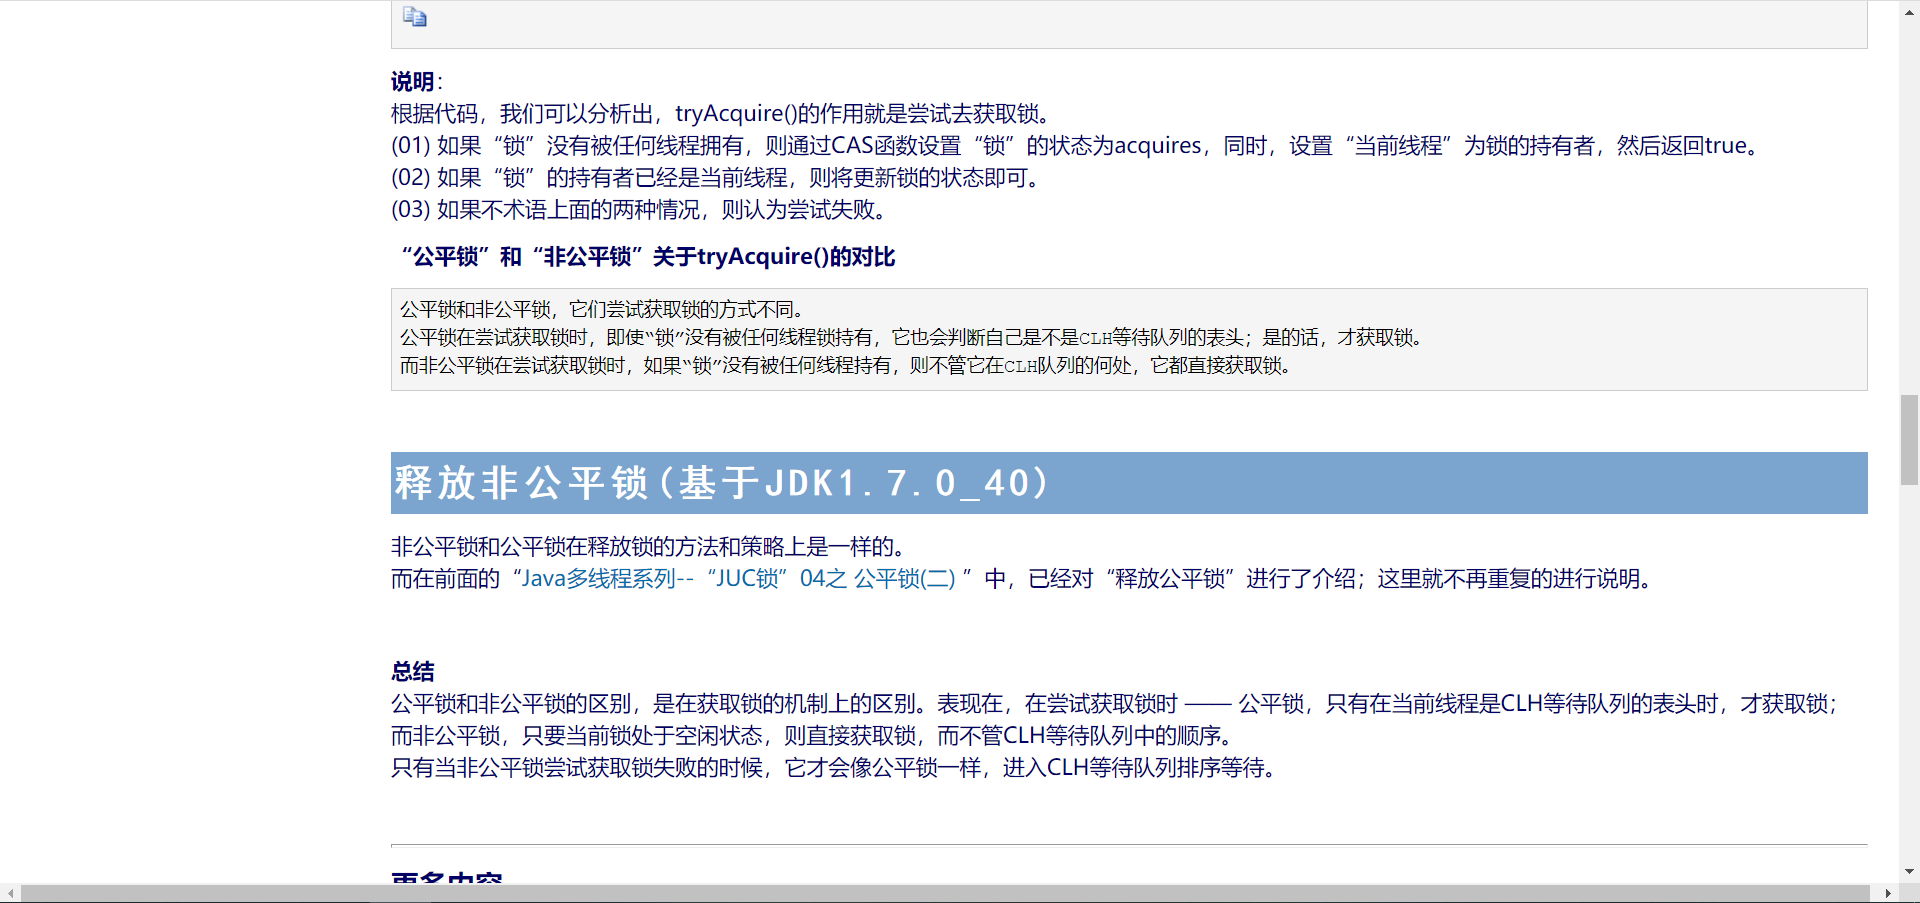 说明：
根据代码，我们可以分析出，tryAcquire()的作用就是尝试去获取锁。
(01) 如果“锁”没有被任何线程拥有，则通过CAS函数设置“锁”的状态为acquires，同时，设置“当前线程”为锁的持有者，然后返回true。
(02) 如果“锁”的持有者已经是当前线程，则将更新锁的状态即可。
(03) 如果不术语上面的两种情况，则认为尝试失败。
“公平锁”和“非公平锁”关于tryAcquire()的对比
公平锁和非公平锁，它们尝试获取锁的方式不同。
公平锁在尝试获取锁时，即使“锁”没有被任何线程锁持有，它也会判断自己是不是CLH等待队列的表头；是的话，才获取锁。
而非公平锁在尝试获取锁时，如果“锁”没有被任何线程持有，则不管它在CLH队列的何处，它都直接获取锁。
释放非公平锁(基于JDK1.7.0_40)
非公平锁和公平锁在释放锁的方法和策略上是一样的。
而在前面的“Java多线程系列--“JUC锁”04之 公平锁(二) ”中，已经对“释放公平锁”进行了介绍；这里就不再重复的进行说明。
总结
公平锁和非公平锁的区别，是在获取锁的机制上的区别。表现在，在尝试获取锁时 —— 公平锁，只有在当前线程是CLH等待队列的表头时，才获取锁；
而非公平锁，只要当前锁处于空闲状态，则直接获取锁，而不管CLH等待队列中的顺序。
只有当非公平锁尝试获取锁失败的时候，它才会像公平锁一样，进入CLH等待队列排序等待。
更多内容